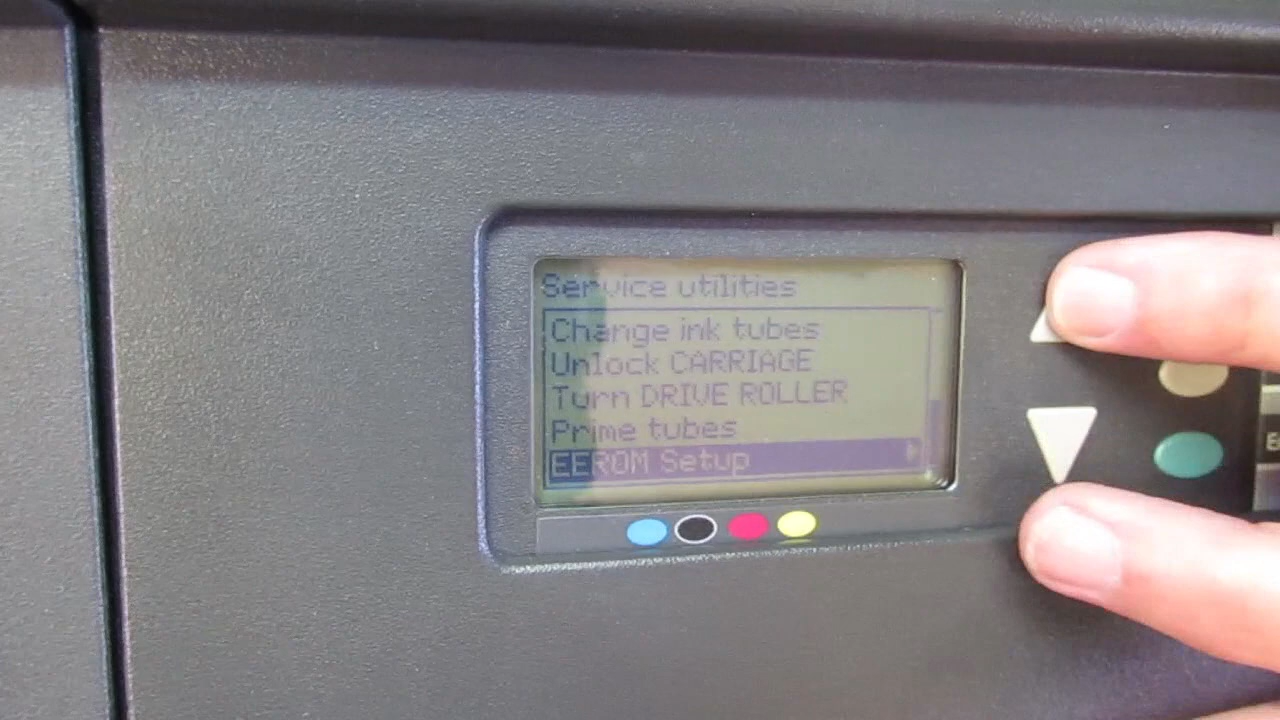 Service utilities
Change ink tubes
Unlock CARRIAGE
Turn DRIVE ROLLER
Prime tubes
EEROM Setup